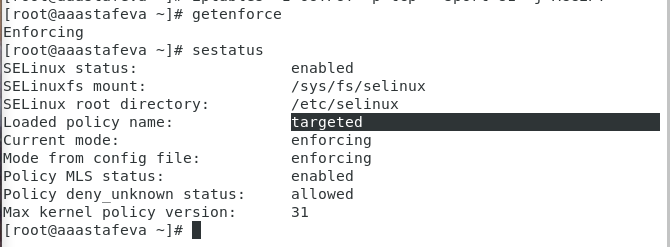 [root@aaastafeva ~]#
[root@aaastafeva ~]# getenforce
Enforcing
[root@aaastafeva ~]# sestatus
SELinux status: enabled
SELinuxfs mount: /sys/fs/selinux
SELinux root directory: /etc/selinux
Loaded policy name: targeted
Current mode: enforcing
Mode from config file: enforcing
Policy MLS status: enabled
Policy deny_unknown status: allowed
Max kernel policy version: 31
[root@aaastafeva ~]#